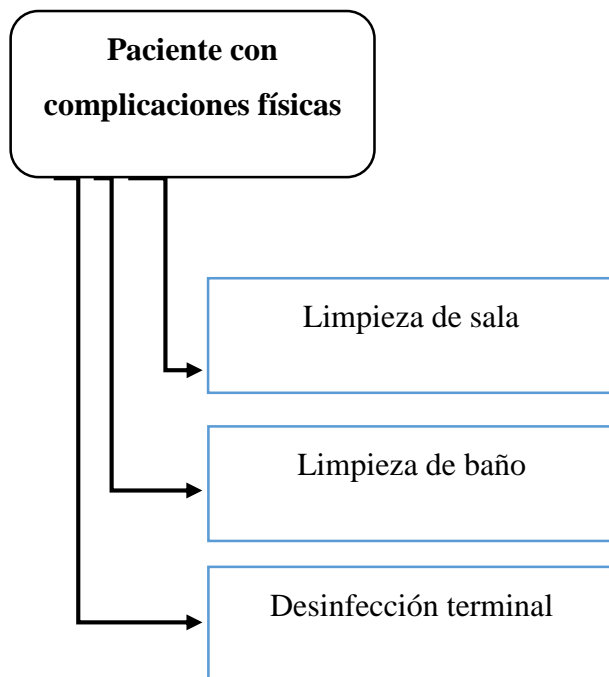 Paciente con
complicaciones físicas
Limpieza de sala
Limpieza de baño
Desinfección terminal